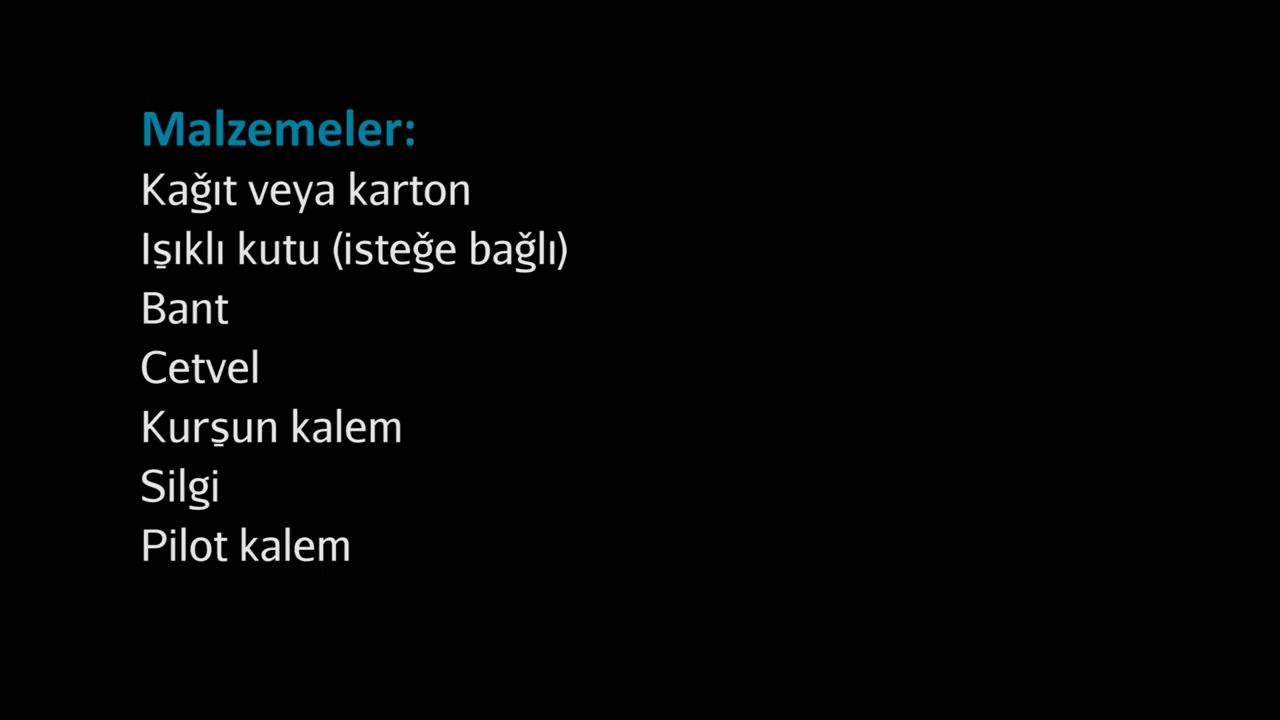 Malzemeler:
Kağıt veya karton
Işıklı kutu (isteğe bağlı)
Bant
Cetvel
Kurşun kalem
Silgi
Pilot kalem